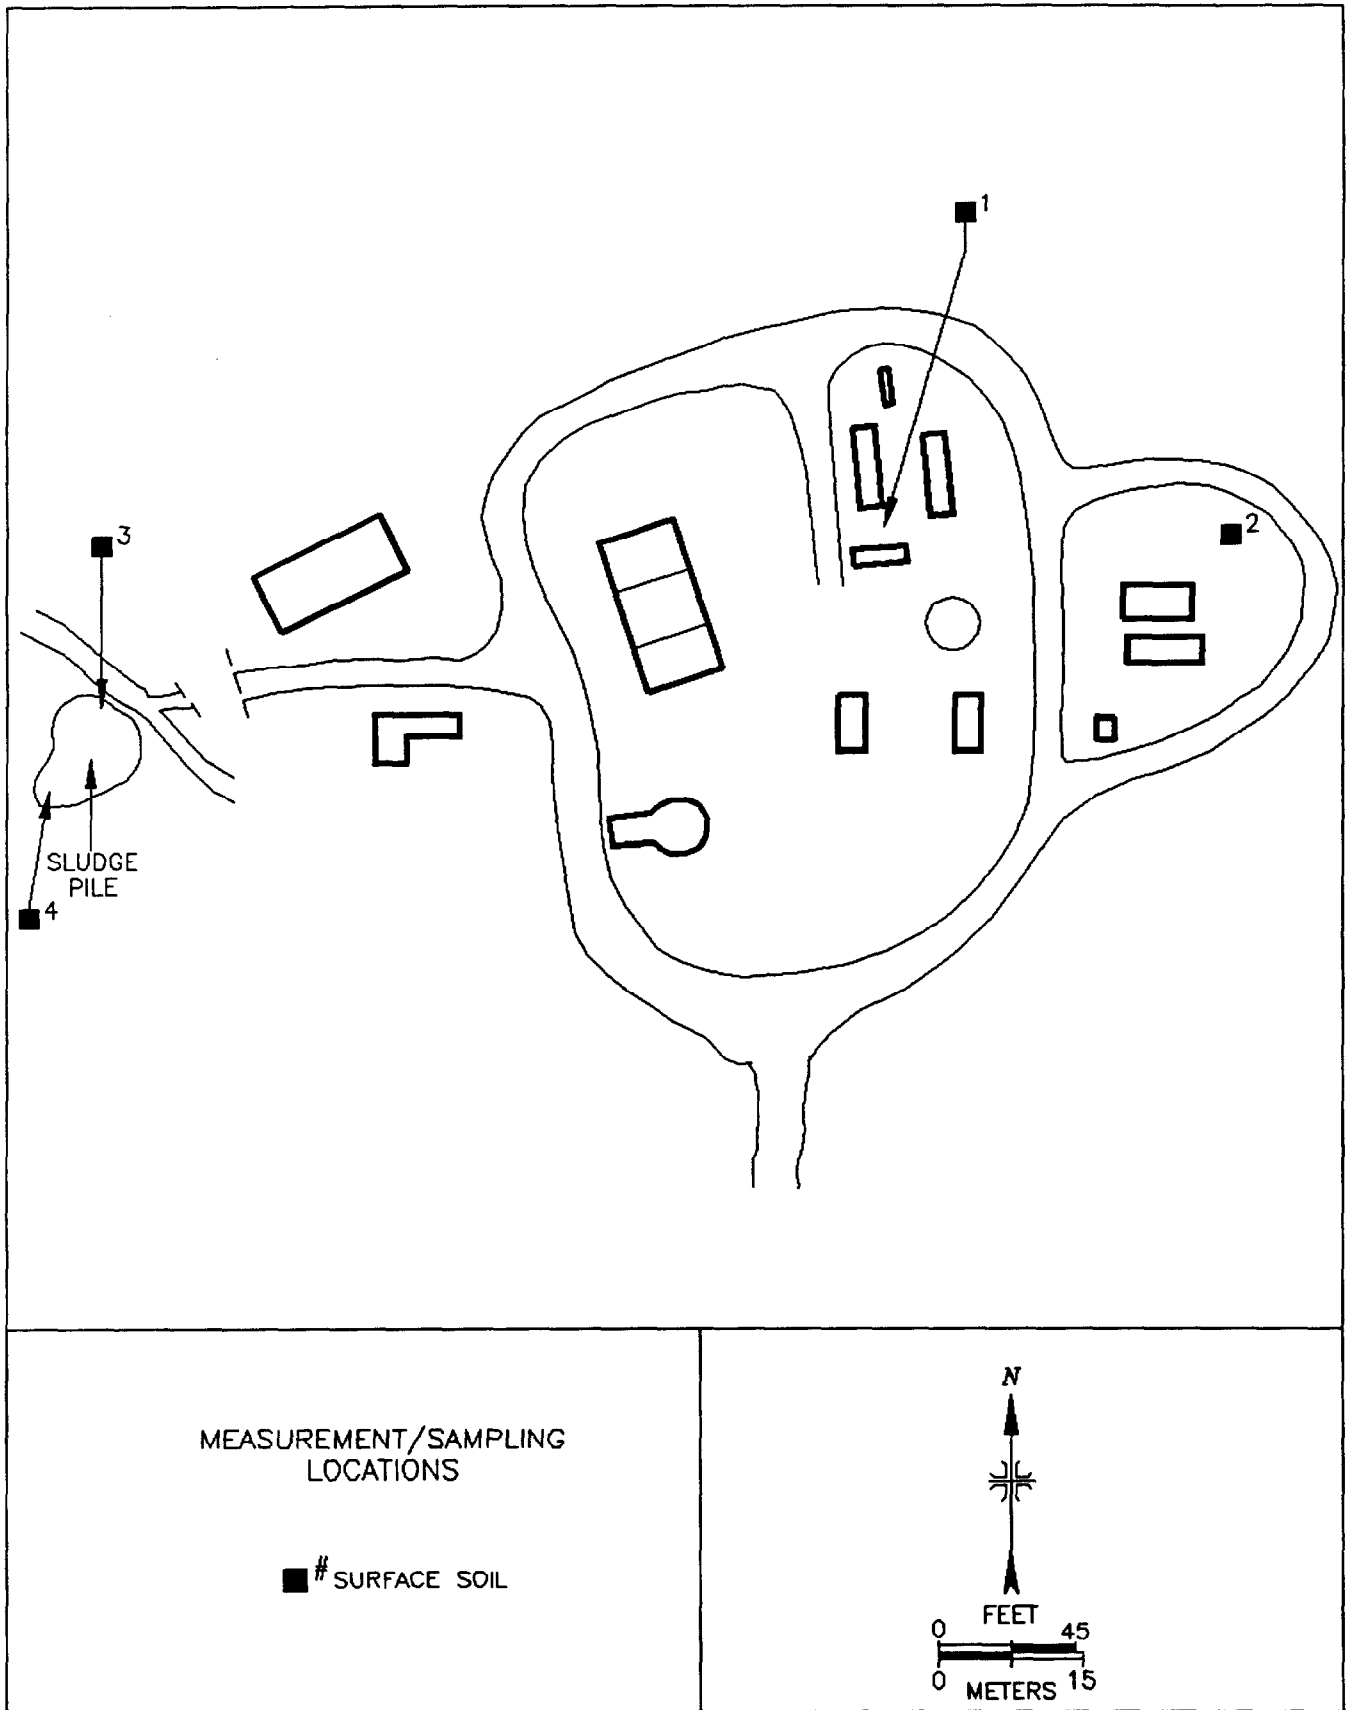 1
2
3
SLUDGE
PILE
4
MEASUREMENT/SAMPLING
LOCATIONS
# SURFACE SOIL
N
FEET
0 45
0 15
METERS